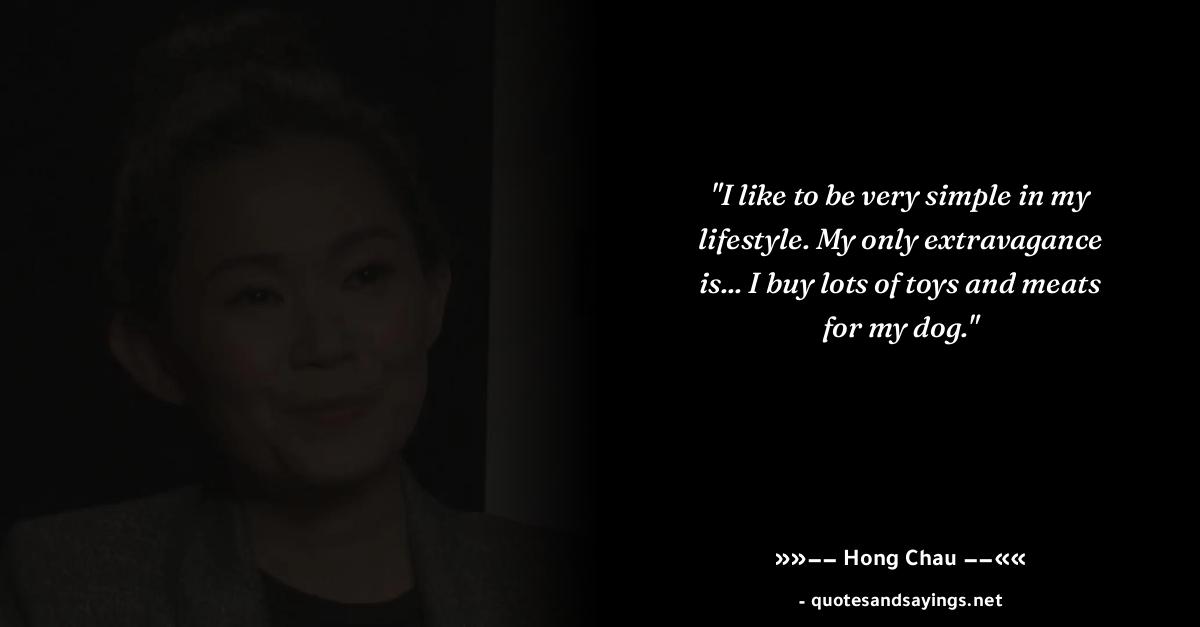 "I like to be very simple in my
lifestyle. My only extravagance
is... I buy lots of toys and meats
for my dog."
»»−− Hong Chau −−««
- quotesandsayings.net